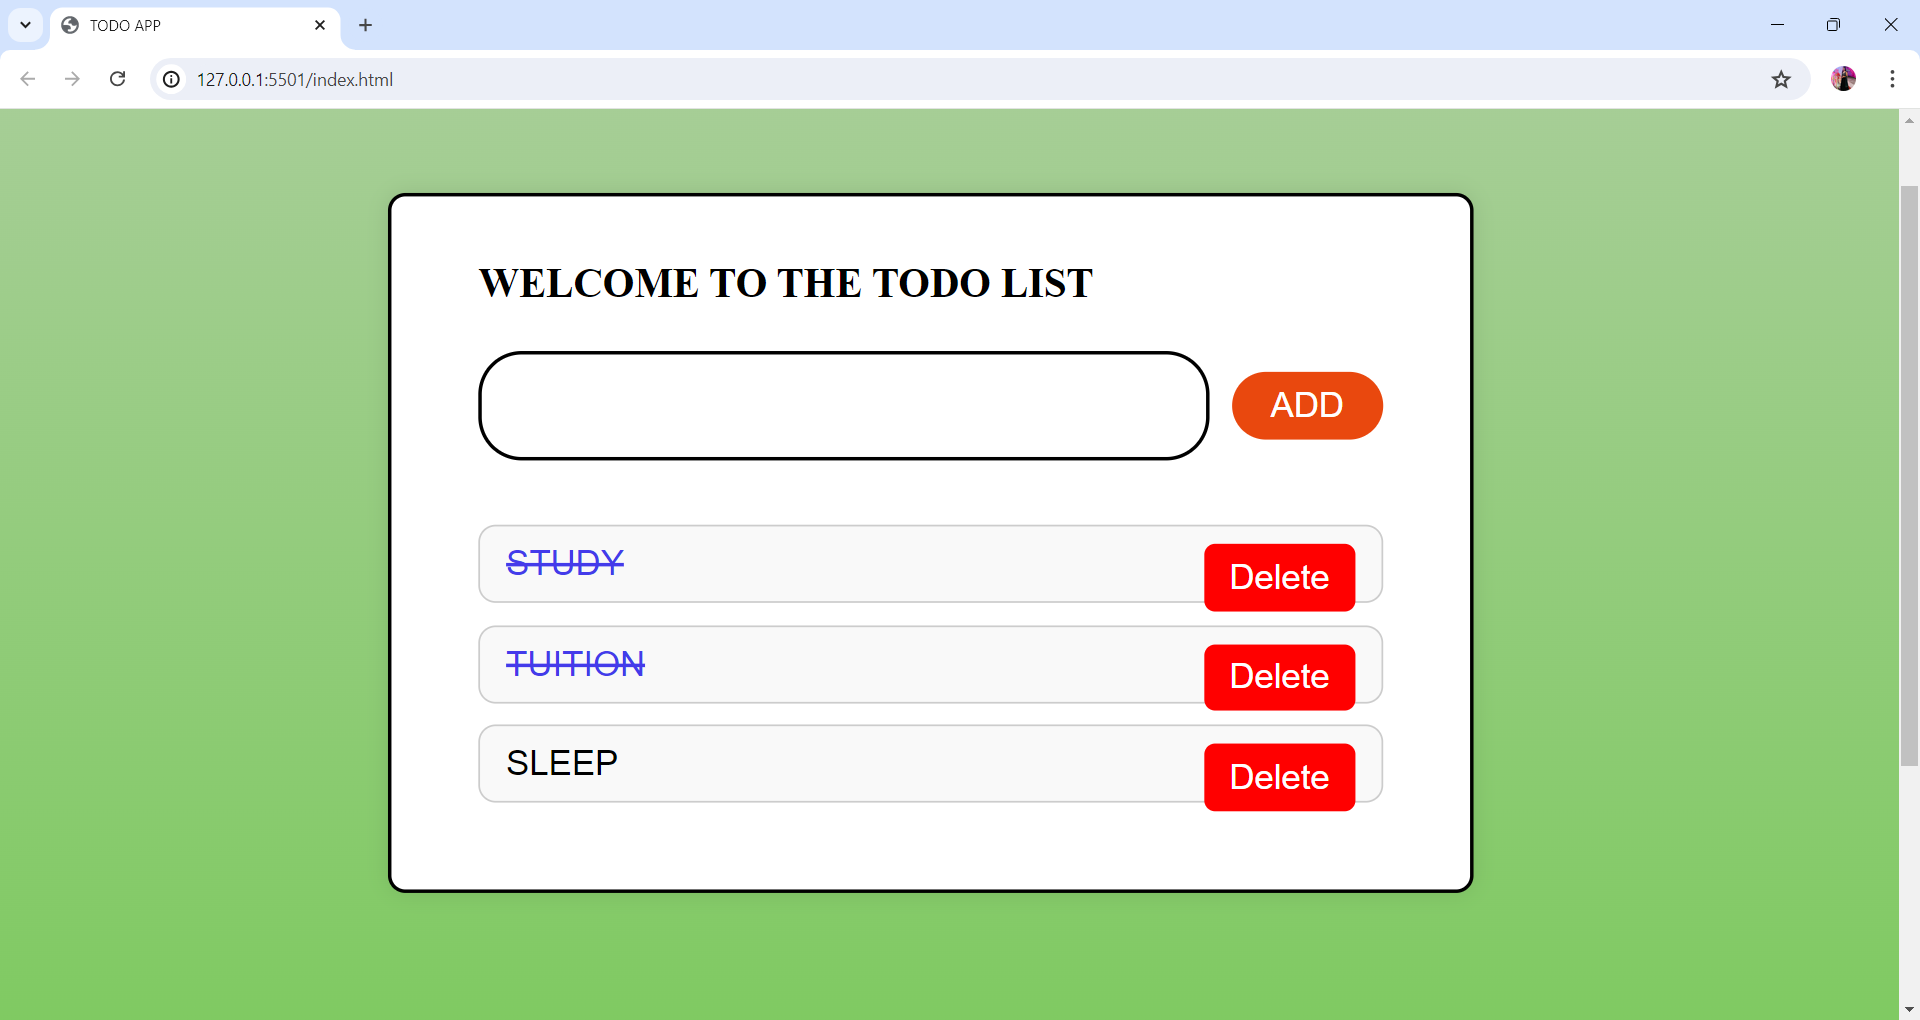 TODO APP
127.0.0.1:5501/index.html
WELCOME TO THE TODO LIST
ADD
STUDY Delete
TUITION Delete
SLEEP Delete